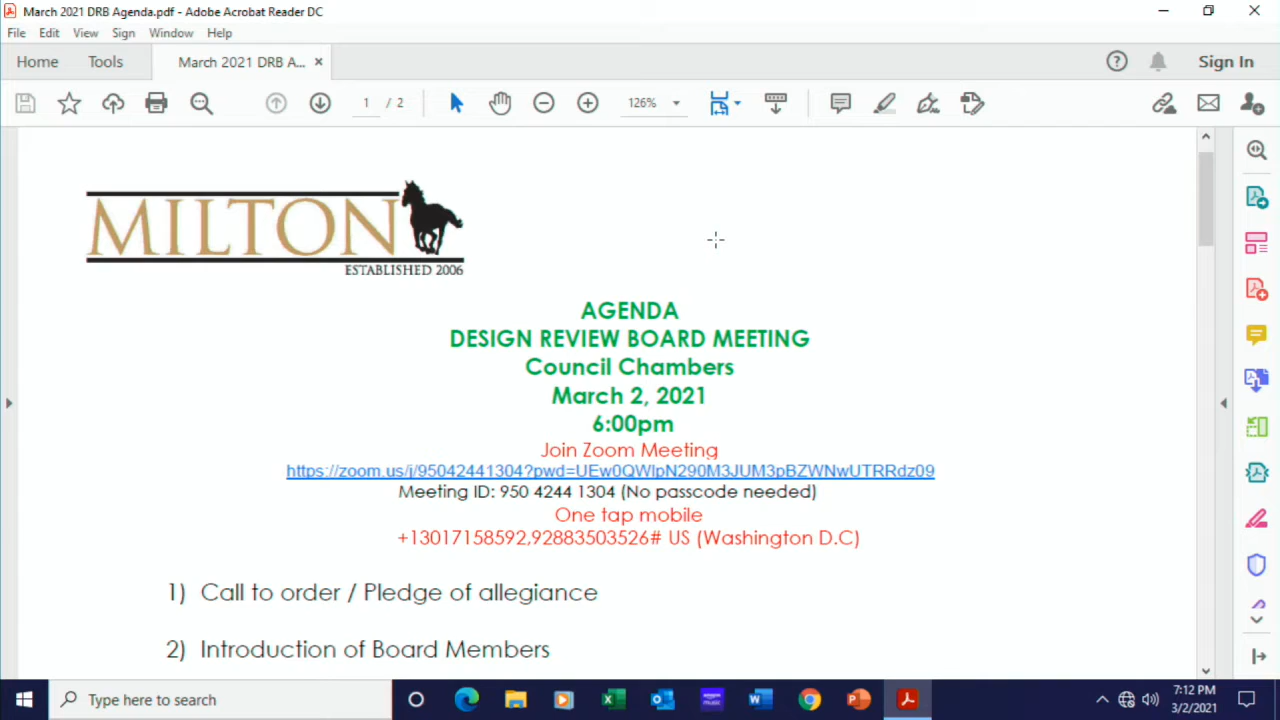 March 2021 DRB Agenda.pdf - Adobe Acrobat Reader DC
File Edit View Sign Window Help
Home Tools March 2021 DRB A... × Sign In
1 / 2 126%
MILTON
ESTABLISHED 2006
AGENDA
DESIGN REVIEW BOARD MEETING
Council Chambers
March 2, 2021
6:00pm
Join Zoom Meeting
https://zoom.us/j/95042441304?pwd=UEw0QWlpN290M3JUM3pBZWNwUTRRdz09
Meeting ID: 950 4244 1304 (No passcode needed)
One tap mobile
+13017158592,92883503526# US (Washington D.C)
1) Call to order / Pledge of allegiance
2) Introduction of Board Members
Type here to search
7:12 PM
3/2/2021